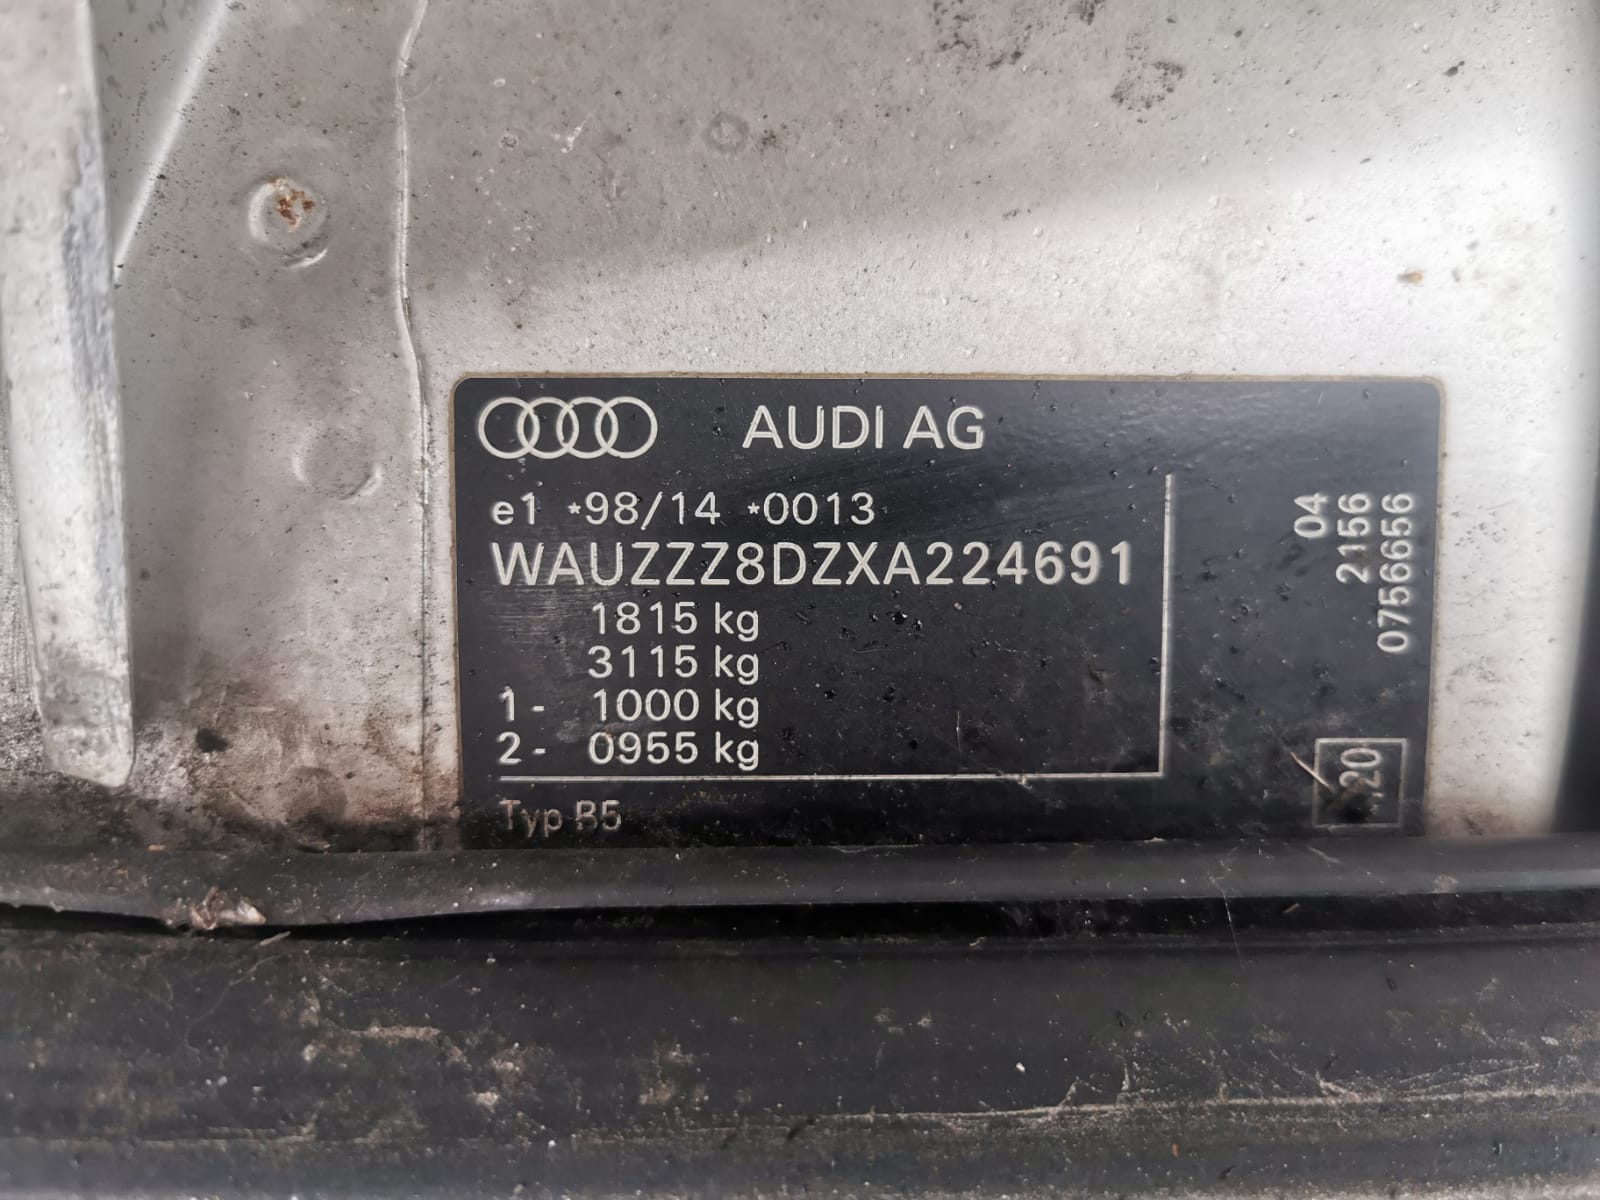 AUDI AG
e1 *98/14 *0013
WAUZZZ8DZXA224691
1815 kg
3115 kg
1- 1000 kg
2- 0955 kg
Typ B5
04
2156
0756656